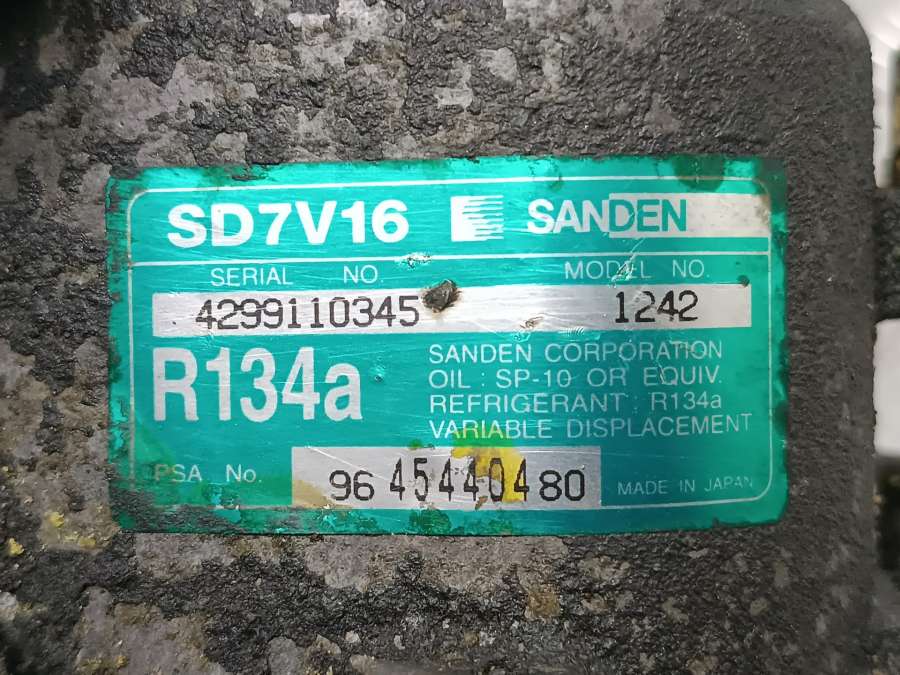 SD7V16 SANDEN
SERIAL NO. MODEL NO.
4299110345 1242
R134a
SANDEN CORPORATION
OIL : SP-10 OR EQUIV.
REFRIGERANT : R134a
VARIABLE DISPLACEMENT
PSA No. 96 454404 80 MADE IN JAPAN